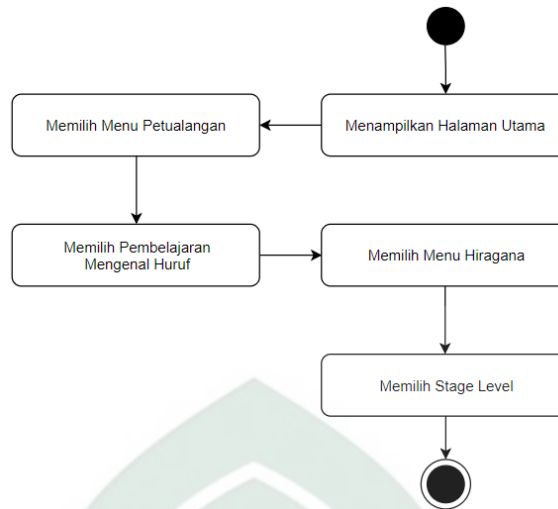 Menampilkan Halaman Utama
Memilih Menu Petualangan
Memilih Pembelajaran
Mengenal Huruf
Memilih Menu Hiragana
Memilih Stage Level